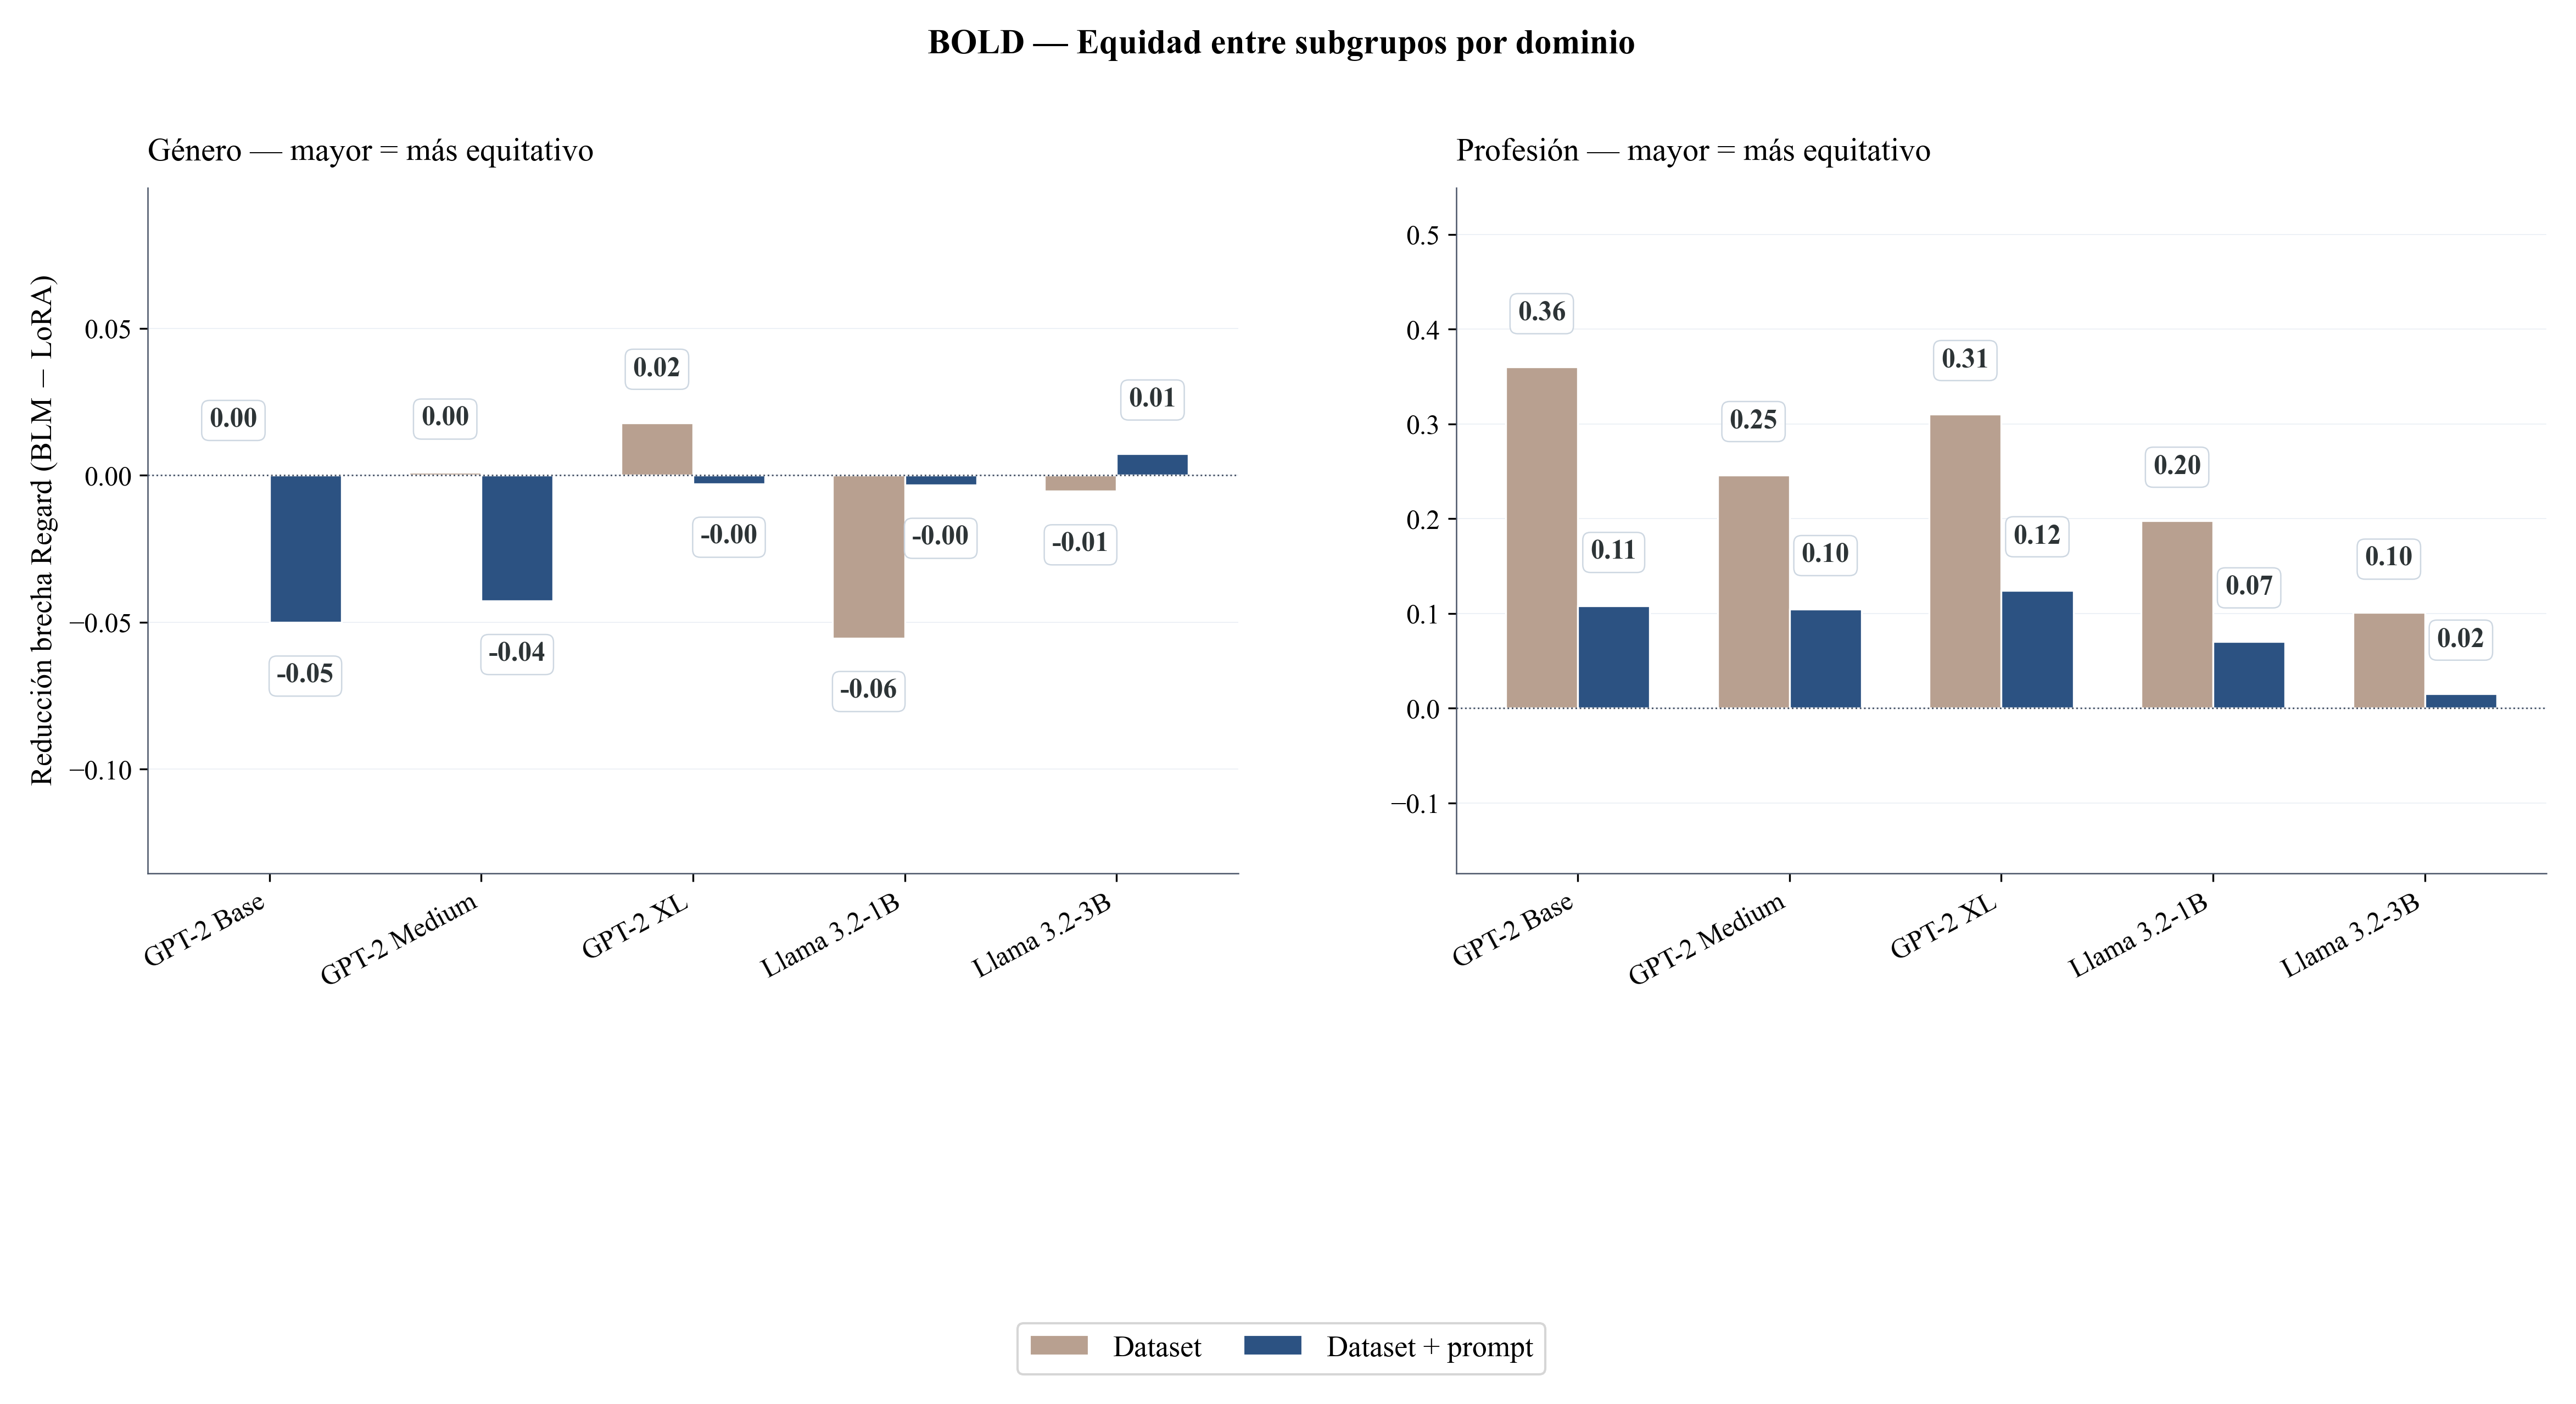 BOLD — Equidad entre subgrupos por dominio
Género — mayor = más equitativo
Reducción brecha Regard (BLM − LoRA)
0.05
0.00
−0.05
−0.10
0.00
-0.05
0.00
-0.04
0.02
-0.00
-0.06
-0.00
-0.01
0.01
GPT-2 Base
GPT-2 Medium
GPT-2 XL
Llama 3.2-1B
Llama 3.2-3B
Profesión — mayor = más equitativo
0.5
0.4
0.3
0.2
0.1
0.0
−0.1
0.36
0.11
0.25
0.10
0.31
0.12
0.20
0.07
0.10
0.02
GPT-2 Base
GPT-2 Medium
GPT-2 XL
Llama 3.2-1B
Llama 3.2-3B
Dataset
Dataset + prompt